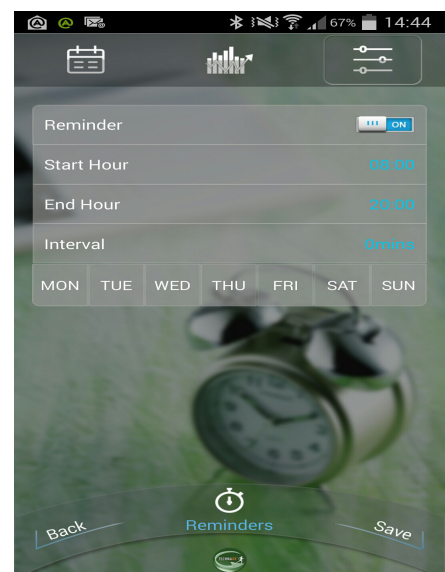 67% 14:44
Reminder ON
Start Hour 08:00
End Hour 20:00
Interval 0mins
MON TUE WED THU FRI SAT SUN
Reminders
Back Save